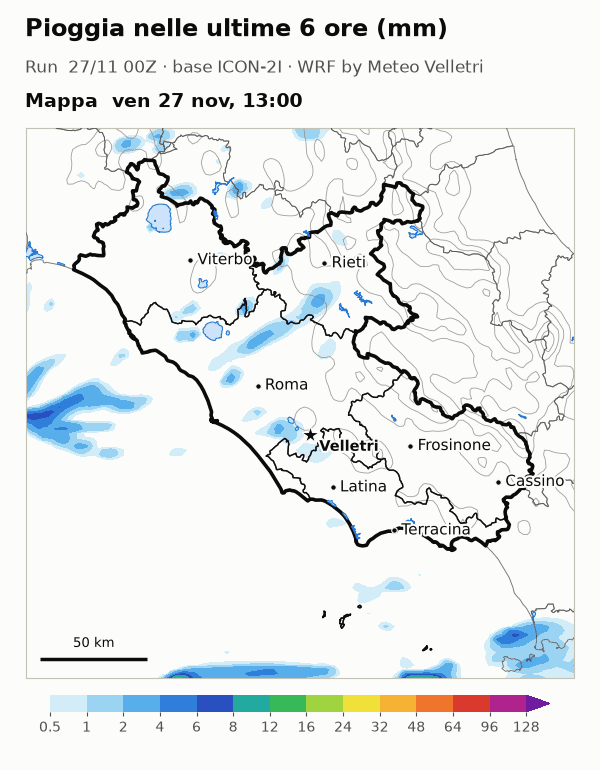 Pioggia nelle ultime 6 ore (mm)
Run  27/11 00Z · base ICON-2I · WRF by Meteo Velletri
Mappa  ven 27 nov, 13:00
Viterbo
Rieti
Roma
Velletri
Frosinone
Cassino
Latina
Terracina
50 km
0.5 1 2 4 6 8 12 16 24 32 48 64 96 128